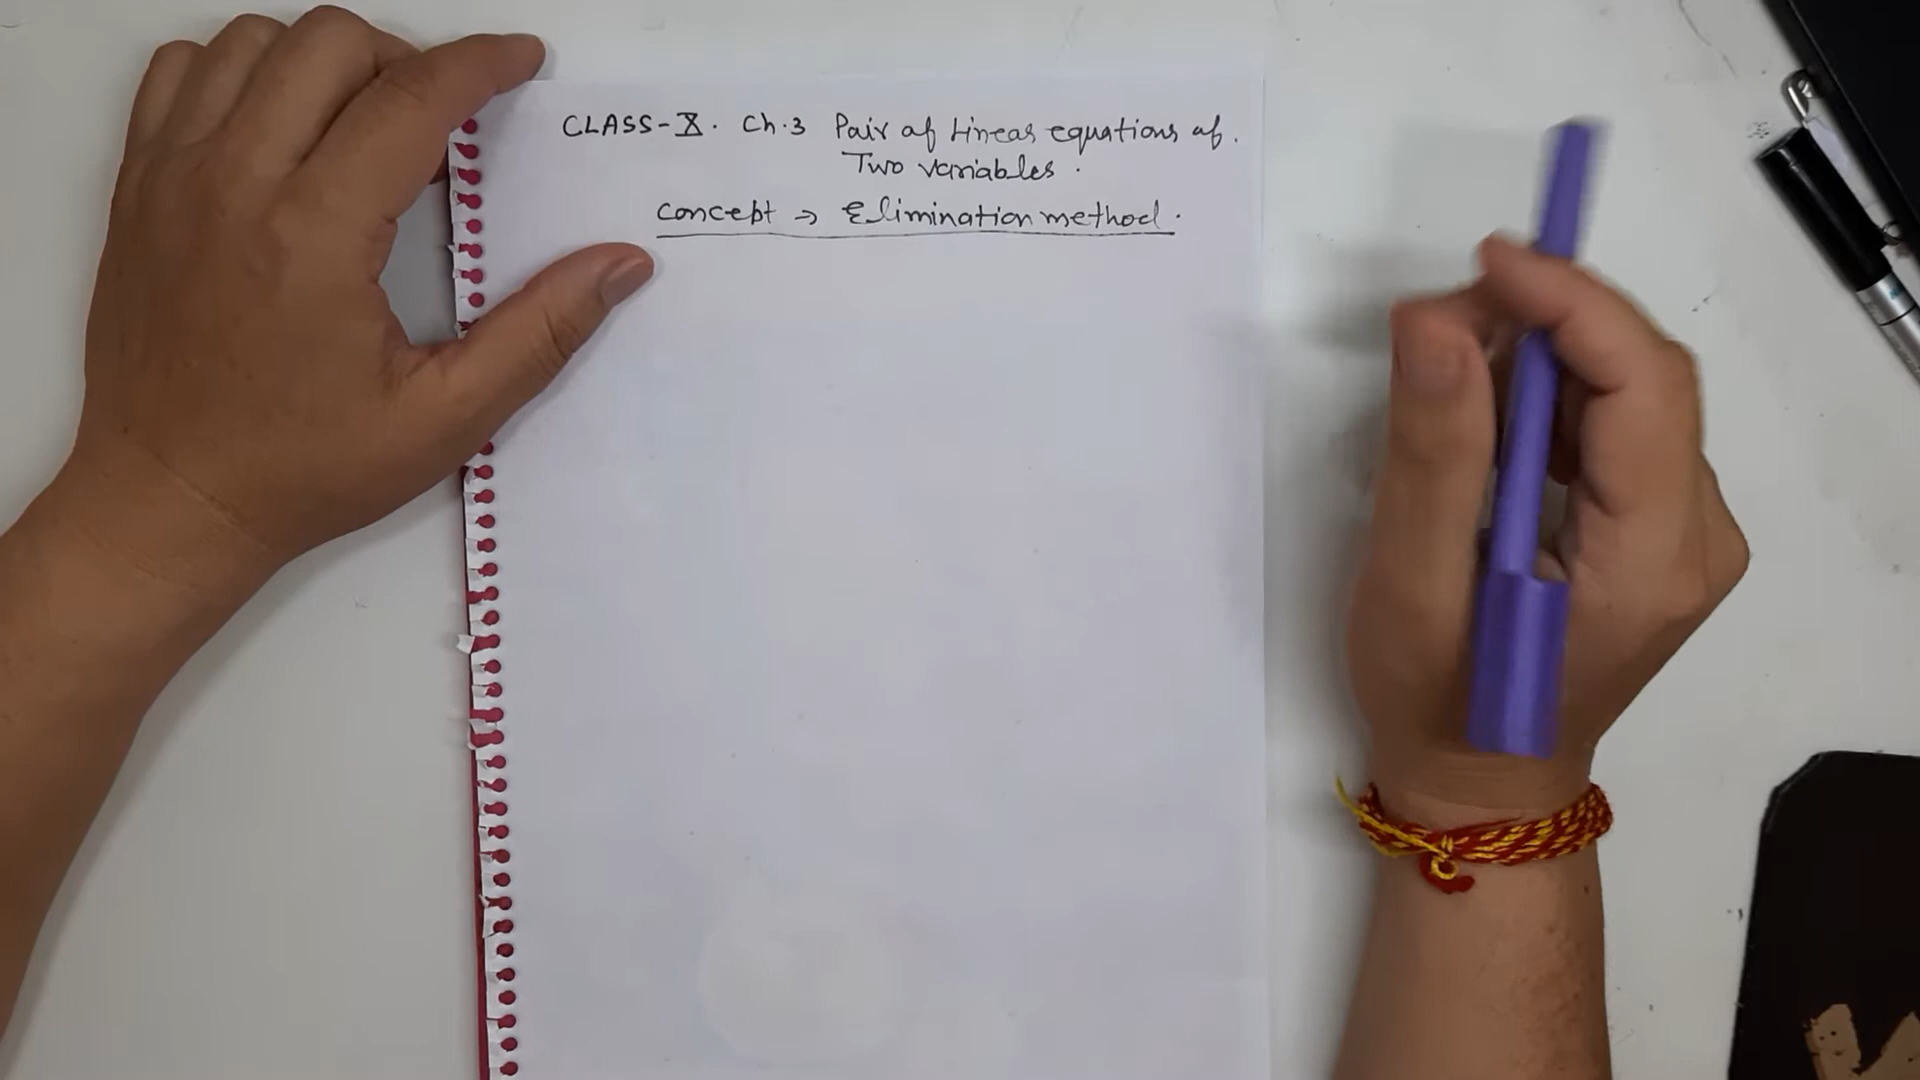 CLASS-X. Ch.3 Pair of Linear equations of.
Two variables.
Concept → Elimination method.